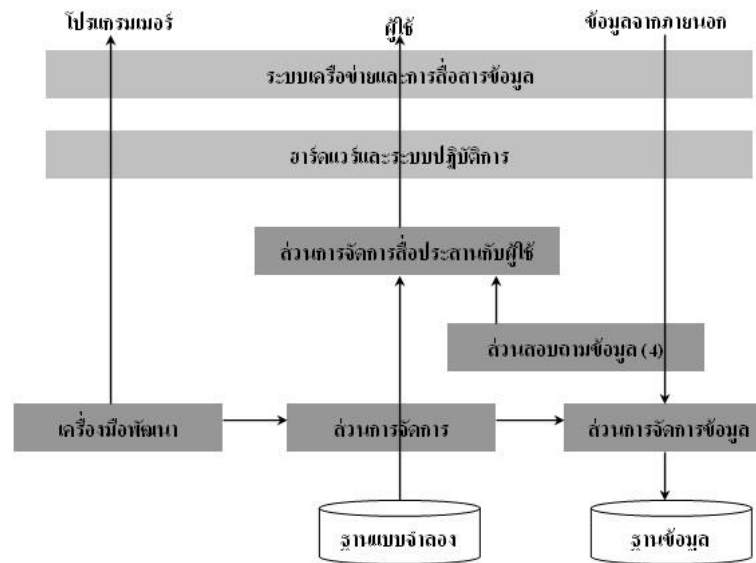 โปรแกรมเมอร์
ผู้ใช้
ข้อมูลจากภายนอก
ระบบเครือข่ายและการสื่อสารข้อมูล
ฮาร์ดแวร์และระบบปฏิบัติการ
ส่วนการจัดการสื่อประสานกับผู้ใช้
ส่วนสอบถามข้อมูล (4)
เครื่องมือพัฒนา
ส่วนการจัดการ
ส่วนการจัดการข้อมูล
ฐานแบบจำลอง
ฐานข้อมูล